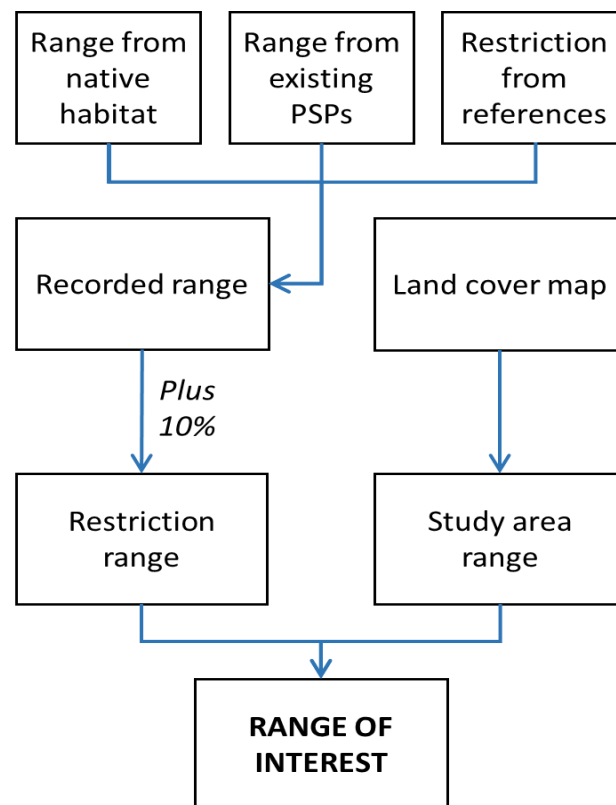 Range from
native
habitat
Range from
existing
PSPs
Restriction
from
references
Recorded range
Land cover map
Plus
10%
Restriction
range
Study area
range
RANGE OF
INTEREST